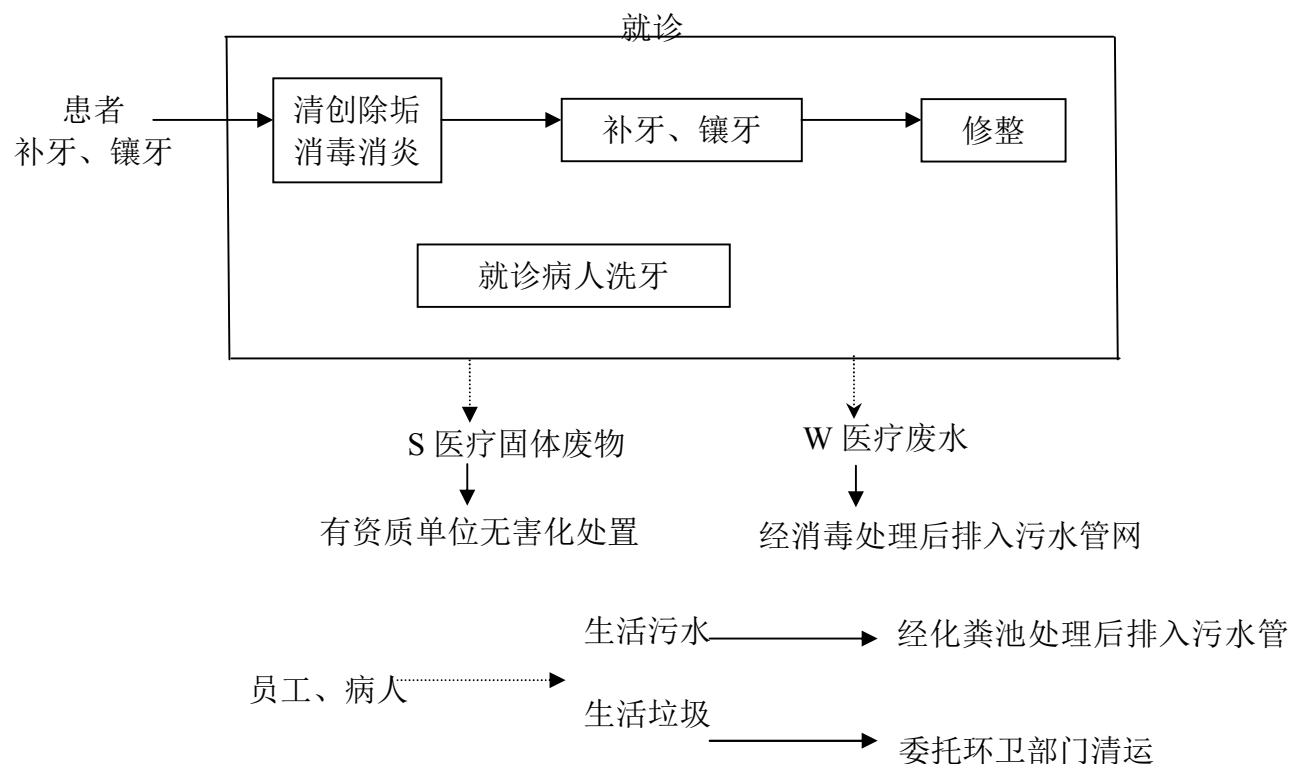 就诊
患者
补牙、镶牙
清创除垢
消毒消炎
补牙、镶牙
修整
就诊病人洗牙
S 医疗固体废物
W 医疗废水
有资质单位无害化处置
经消毒处理后排入污水管网
生活污水
经化粪池处理后排入污水管
员工、病人
生活垃圾
委托环卫部门清运